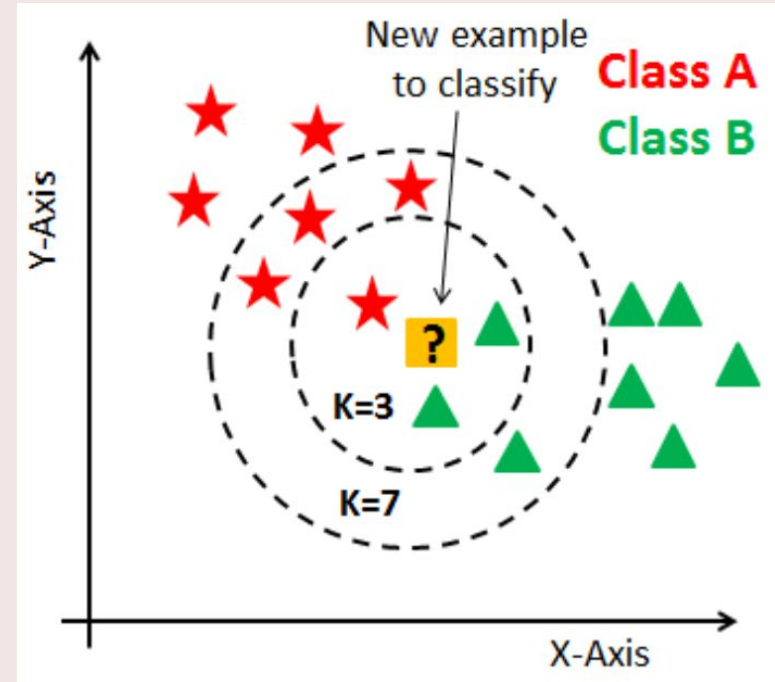 New example
to classify
Class A
Class B
Y-Axis
?
K=3
K=7
X-Axis